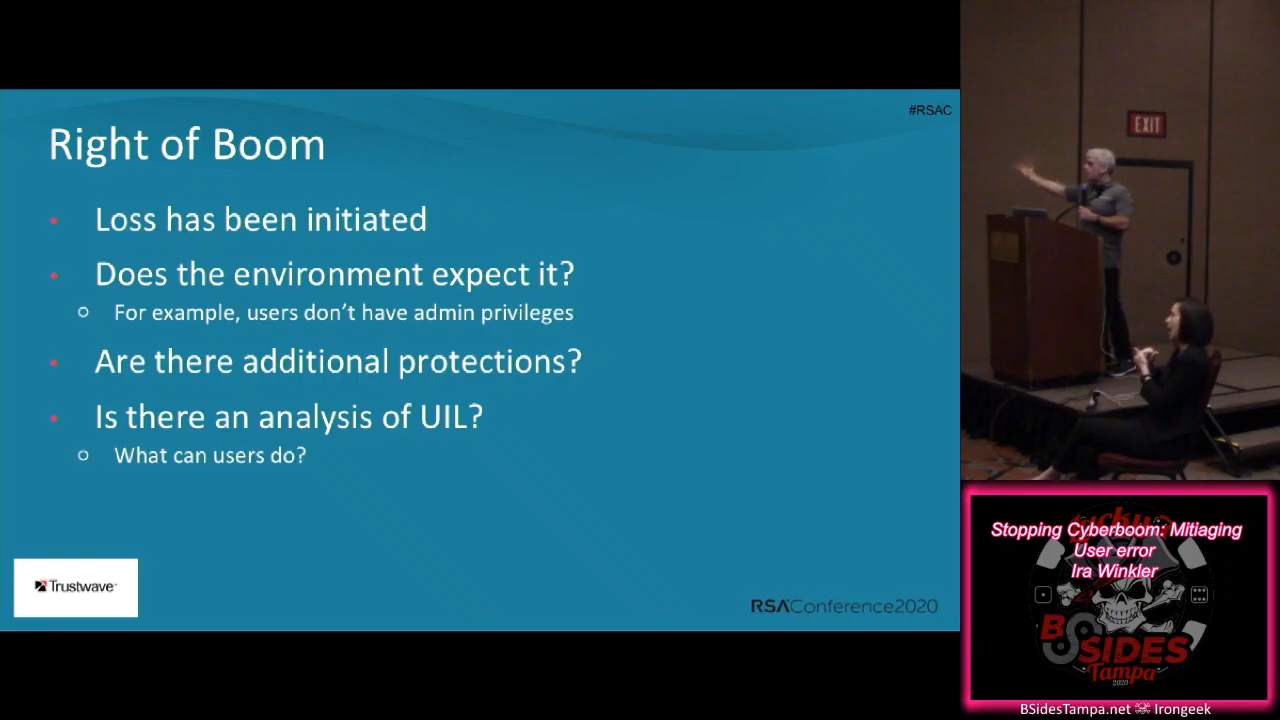 #RSAC
Right of Boom
• Loss has been initiated
• Does the environment expect it?
○ For example, users don't have admin privileges
• Are there additional protections?
• Is there an analysis of UIL?
○ What can users do?
Trustwave
RSAConference2020
EXIT
Stopping Cyberboom: Mitiaging
User error
Ira Winkler
BSIDES
Tampa
2020
BSidesTampa.net Irongeek